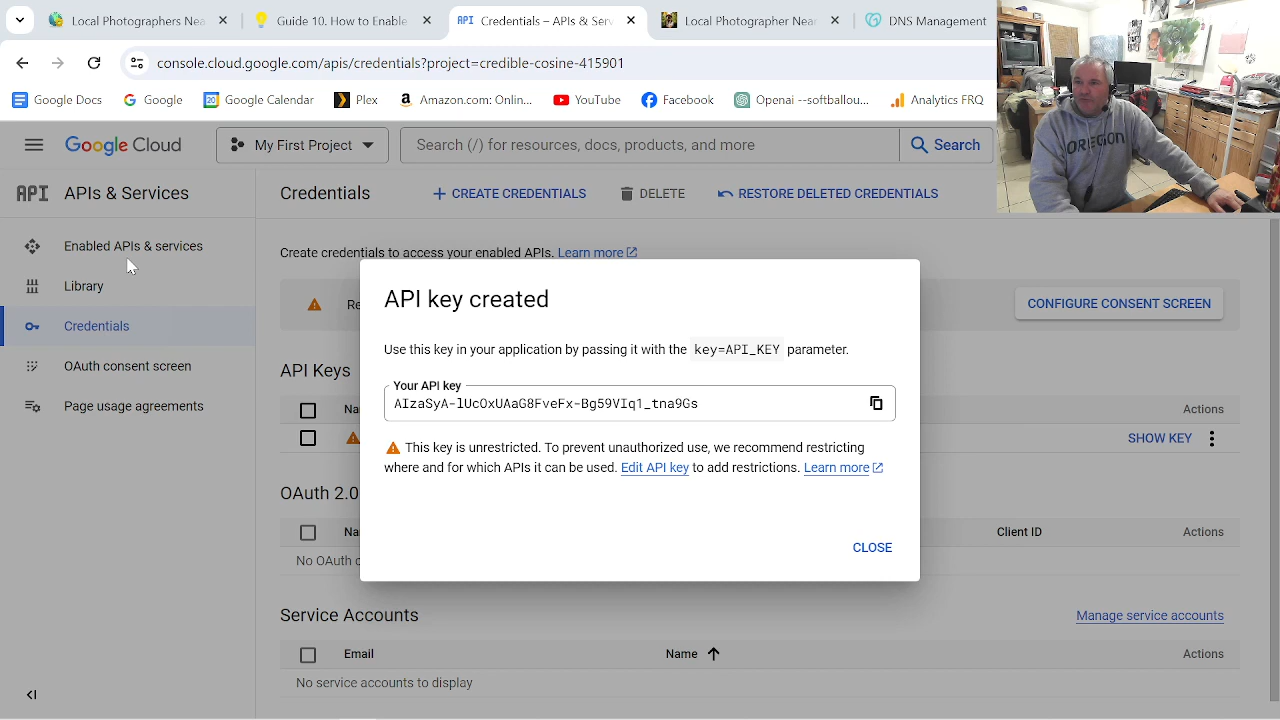 Local Photographers Nea
Guide 10. How to Enable
API Credentials – APIs & Serv
Local Photographer Near
DNS Management
console.cloud.google.com/apis/credentials?project=credible-cosine-415901
Google Docs
Google
Google Calendar
Plex
Amazon.com: Onlin...
YouTube
Facebook
Openai --softballou...
Analytics FRQ
OREGON
Google Cloud
My First Project
Search (/) for resources, docs, products, and more
Search
API APIs & Services
Credentials
+ CREATE CREDENTIALS
DELETE
RESTORE DELETED CREDENTIALS
Enabled APIs & services
Library
Credentials
OAuth consent screen
Page usage agreements
Create credentials to access your enabled APIs. Learn more
Re
CONFIGURE CONSENT SCREEN
API Keys
Na
Actions
SHOW KEY
OAuth 2.0
Na
Client ID
Actions
No OAuth c
API key created
Use this key in your application by passing it with the key=API_KEY parameter.
Your API key
AIzaSyA-lUcOxUAaG8FveFx-Bg59VIq1_tna9Gs
This key is unrestricted. To prevent unauthorized use, we recommend restricting
where and for which APIs it can be used. Edit API key to add restrictions. Learn more
CLOSE
Service Accounts
Manage service accounts
Email
Name
Actions
No service accounts to display